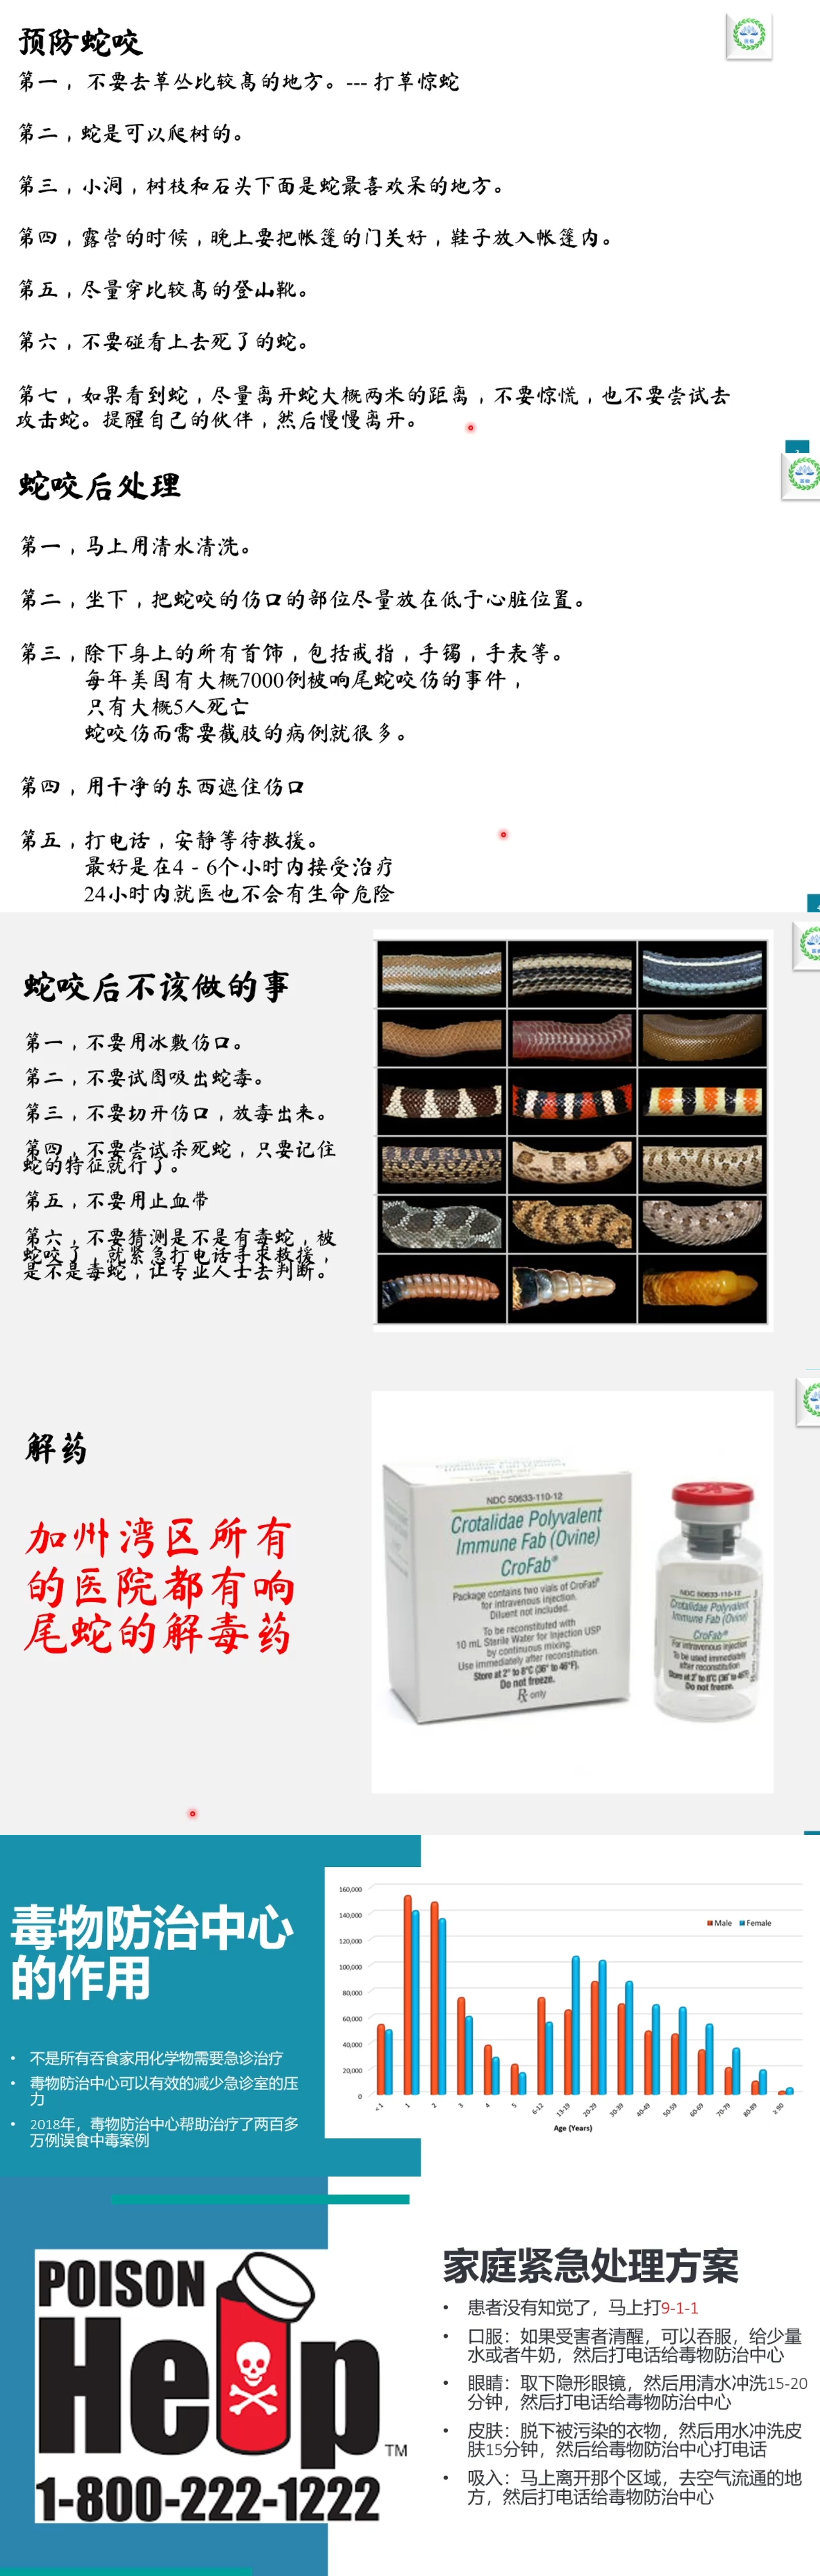 预防蛇咬
第一，不要去草丛比较高的地方。--- 打草惊蛇
第二，蛇是可以爬树的。
第三，小洞，树枝和石头下面是蛇最喜欢呆的地方。
第四，露营的时候，晚上要把帐篷的门关好，鞋子放入帐篷内。
第五，尽量穿比较高的登山靴。
第六，不要碰看上去死了的蛇。
第七，如果看到蛇，尽量离开蛇大概两米的距离，不要惊慌，也不要尝试去
攻击蛇。提醒自己的伙伴，然后慢慢离开。
蛇咬后处理
第一，马上用清水清洗。
第二，坐下，把蛇咬的伤口的部位尽量放在低于心脏位置。
第三，除下身上的所有首饰，包括戒指，手镯，手表等。
每年美国有大概7000例被响尾蛇咬伤的事件，
只有大概5人死亡
蛇咬伤而需要截肢的病例就很多。
第四，用干净的东西遮住伤口
第五，打电话，安静等待救援。
最好是在4 - 6个小时内接受治疗
24小时内就医也不会有生命危险
蛇咬后不该做的事
第一，不要用冰敷伤口。
第二，不要试图吸出蛇毒。
第三，不要切开伤口，放毒出来。
第四，不要尝试杀死蛇，只要记住
蛇的特征就行了。
第五，不要用止血带
第六，不要猜测是不是有毒蛇，被
蛇咬了，就紧急打电话寻求救援，
是不是毒蛇，让专业人士去判断。
解药
加州湾区所有
的医院都有响
尾蛇的解毒药
NDC 50633-110-12
Crotalidae Polyvalent
Immune Fab (Ovine)
CroFab®
Package contains two vials of CroFab®
for intravenous injection.
Diluent not included.
To be reconstituted with
10 mL Sterile Water for Injection USP
by continuous mixing.
Use immediately after reconstitution.
Store at 2° to 8°C (36° to 46°F).
Do not freeze.
Rx only
NDC 50633-110-12
Crotalidae Polyvalent
Immune Fab (Ovine)
CroFab®
For intravenous injection
To be used immediately
after reconstitution
Store at 2° to 8°C (36° to 46°F)
Do not freeze.
毒物防治中心
的作用
• 不是所有吞食家用化学物需要急诊治疗
• 毒物防治中心可以有效的减少急诊室的压
力
• 2018年，毒物防治中心帮助治疗了两百多
万例误食中毒案例
160,000
140,000
120,000
100,000
80,000
60,000
40,000
20,000
0
Male Female
<1 1 2 3 4 5 6-12 13-19 20-29 30-39 40-49 50-59 60-69 70-79 80-89 ≥90
Age (Years)
POISON
Help™
1-800-222-1222
家庭紧急处理方案
• 患者没有知觉了，马上打9-1-1
• 口服：如果受害者清醒，可以吞服，给少量
水或者牛奶，然后打电话给毒物防治中心
• 眼睛：取下隐形眼镜，然后用清水冲洗15-20
分钟，然后打电话给毒物防治中心
• 皮肤：脱下被污染的衣物，然后用水冲洗皮
肤15分钟，然后给毒物防治中心打电话
• 吸入：马上离开那个区域，去空气流通的地
方，然后打电话给毒物防治中心